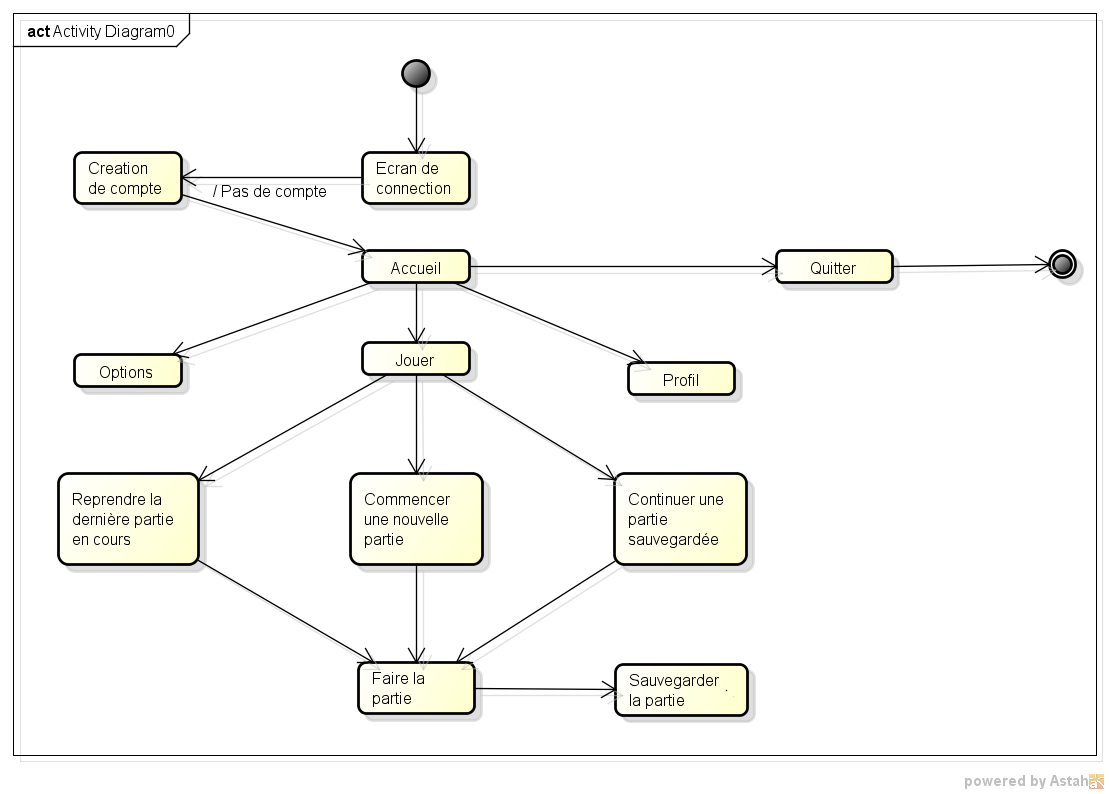 act Activity Diagram0
Creation
de compte
Ecran de
connection
/ Pas de compte
Accueil
Quitter
Options
Jouer
Profil
Reprendre la
dernière partie
en cours
Commencer
une nouvelle
partie
Continuer une
partie
sauvegardée
Faire la
partie
Sauvegarder
la partie
powered by Astah